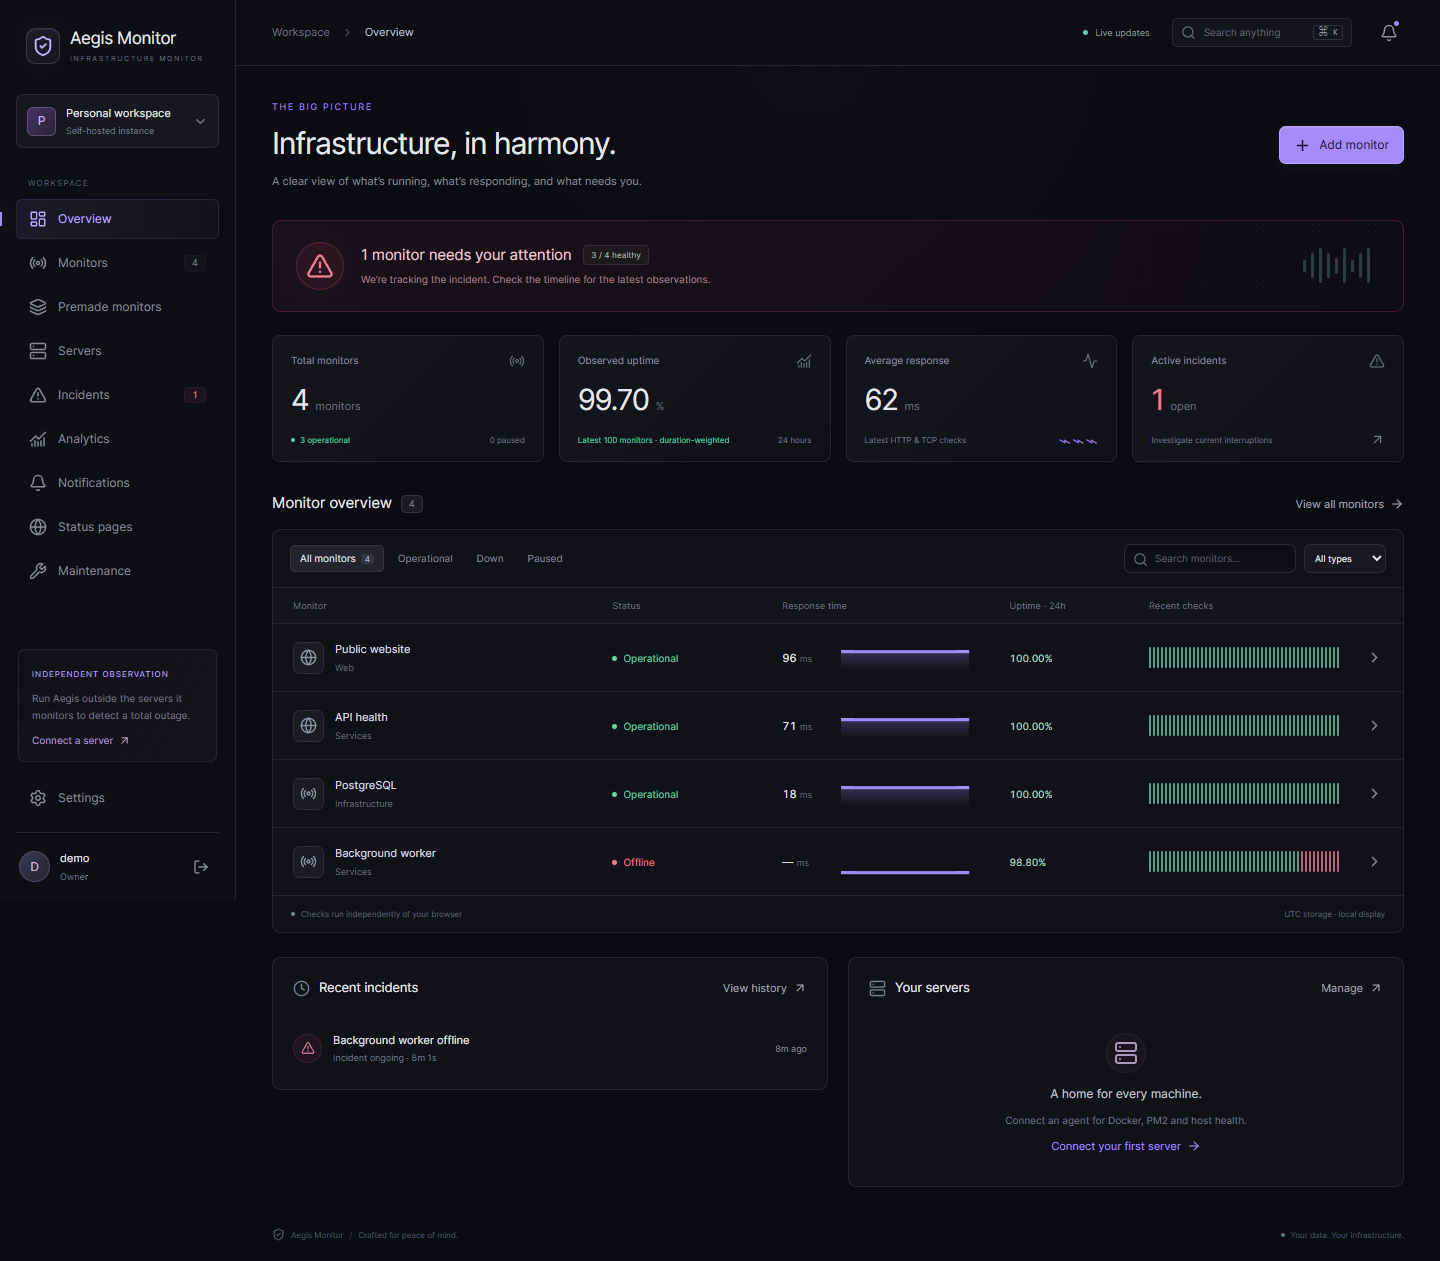 Aegis Monitor
INFRASTRUCTURE MONITOR
P
Personal workspace
Self-hosted instance
WORKSPACE
Overview
Monitors 4
Premade monitors
Servers
Incidents 1
Analytics
Notifications
Status pages
Maintenance
INDEPENDENT OBSERVATION
Run Aegis outside the servers it
monitors to detect a total outage.
Connect a server
Settings
D
demo
Owner
Workspace Overview
Live updates
Search anything ⌘ K
THE BIG PICTURE
Infrastructure, in harmony.
A clear view of what's running, what's responding, and what needs you.
Add monitor
1 monitor needs your attention 3 / 4 healthy
We're tracking the incident. Check the timeline for the latest observations.
Total monitors
4 monitors
3 operational 0 paused
Observed uptime
99.70 %
Latest 100 monitors · duration-weighted 24 hours
Average response
62 ms
Latest HTTP & TCP checks
Active incidents
1 open
Investigate current interruptions
Monitor overview 4
View all monitors
All monitors 4 Operational Down Paused
Search monitors...
All types
Monitor Status Response time Uptime · 24h Recent checks
Public website
Web
Operational 96 ms 100.00%
API health
Services
Operational 71 ms 100.00%
PostgreSQL
Infrastructure
Operational 18 ms 100.00%
Background worker
Services
Offline — ms 98.80%
Checks run independently of your browser
UTC storage · local display
Recent incidents
View history
Background worker offline
Incident ongoing · 8m 1s
8m ago
Your servers
Manage
A home for every machine.
Connect an agent for Docker, PM2 and host health.
Connect your first server
Aegis Monitor / Crafted for peace of mind.
Your data. Your infrastructure.